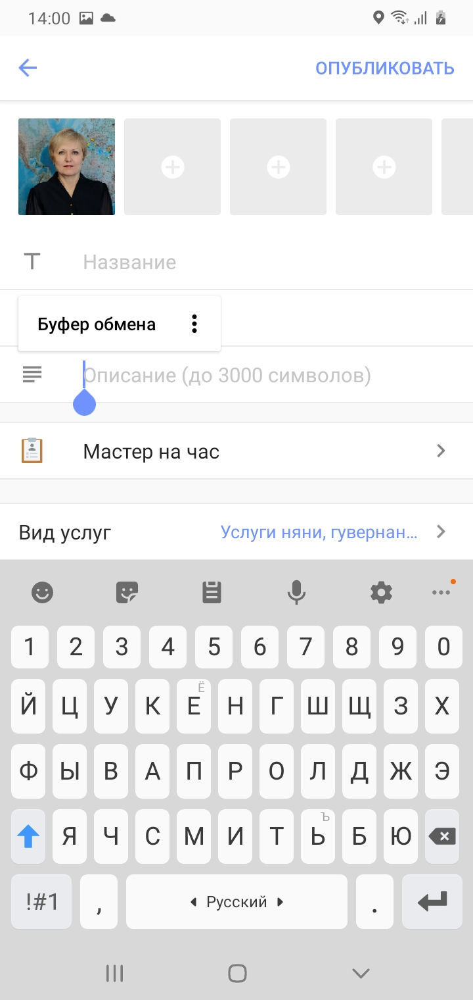 14:00
ОПУБЛИКОВАТЬ
Название
Буфер обмена
Описание (до 3000 символов)
Мастер на час
Вид услуг Услуги няни, гувернан...
1 2 3 4 5 6 7 8 9 0
Й Ц У К Е Ё Н Г Ш Щ З Х
Ф Ы В А П Р О Л Д Ж Э
Я Ч С М И Т Ь Ъ Б Ю
!#1 , Русский .